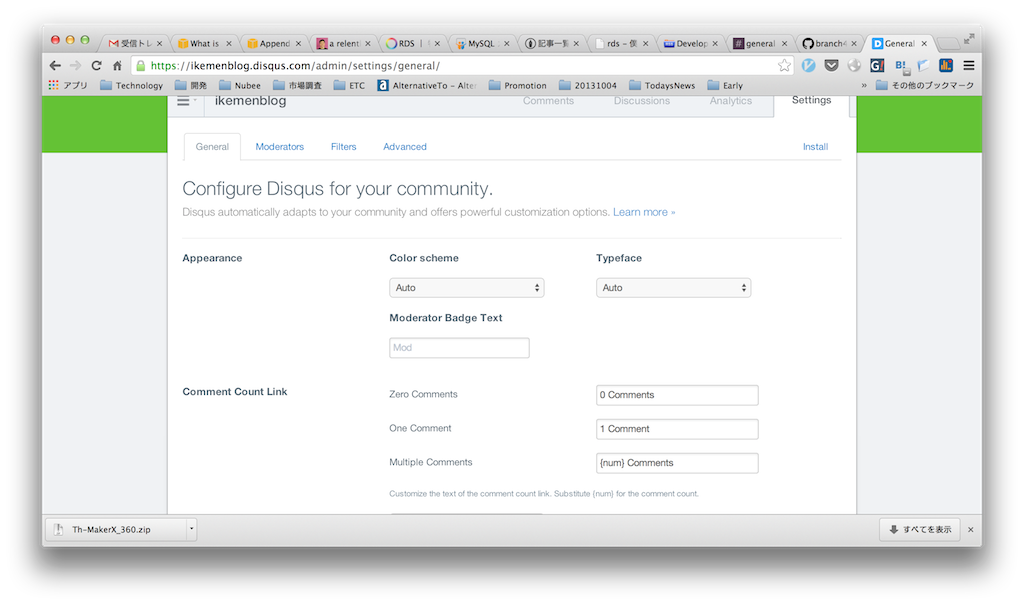 受信トレ
What is
Append
a relenti
RDS |
MySQL
記事一覧
rds – 仮
Develop
general
branch
General
https://ikemenblog.disqus.com/admin/settings/general/
アプリ Technology 開発 Nubee 市場調査 ETC AlternativeTo - Alte Promotion 20131004 TodaysNews Early » その他のブックマーク
ikemenblog Comments Discussions Analytics Settings
General Moderators Filters Advanced Install
Configure Disqus for your community.
Disqus automatically adapts to your community and offers powerful customization options. Learn more »
Appearance Color scheme Typeface
Auto Auto
Moderator Badge Text
Mod
Comment Count Link Zero Comments 0 Comments
One Comment 1 Comment
Multiple Comments {num} Comments
Customize the text of the comment count link. Substitute {num} for the comment count.
Th-MakerX_360.zip すべてを表示